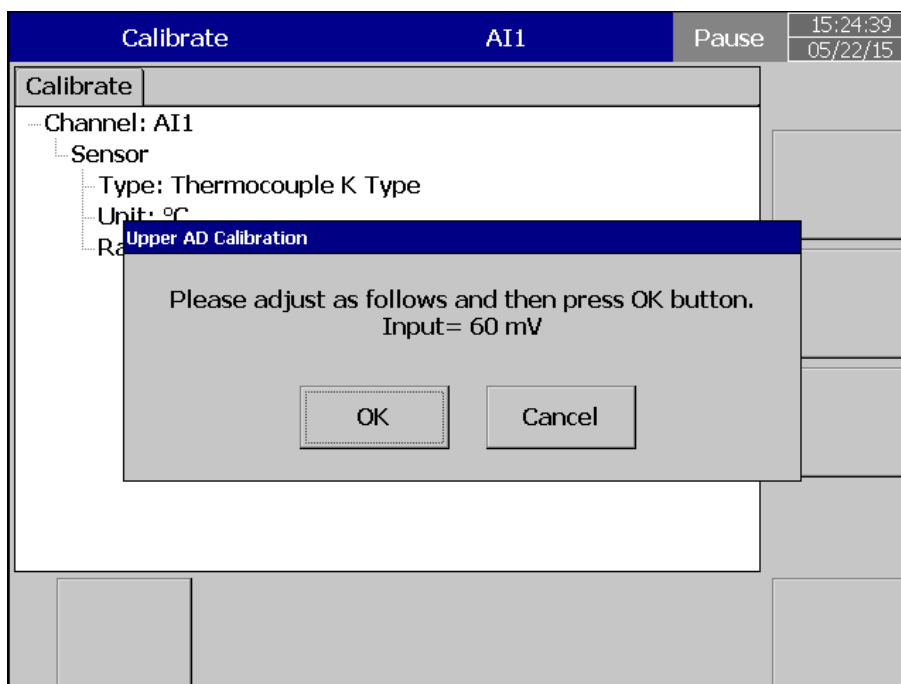 Calibrate AI1 Pause 15:24:39
05/22/15
Calibrate
Channel: AI1
Sensor
Type: Thermocouple K Type
Unit: °C
Upper AD Calibration
Please adjust as follows and then press OK button.
Input= 60 mV
OK Cancel